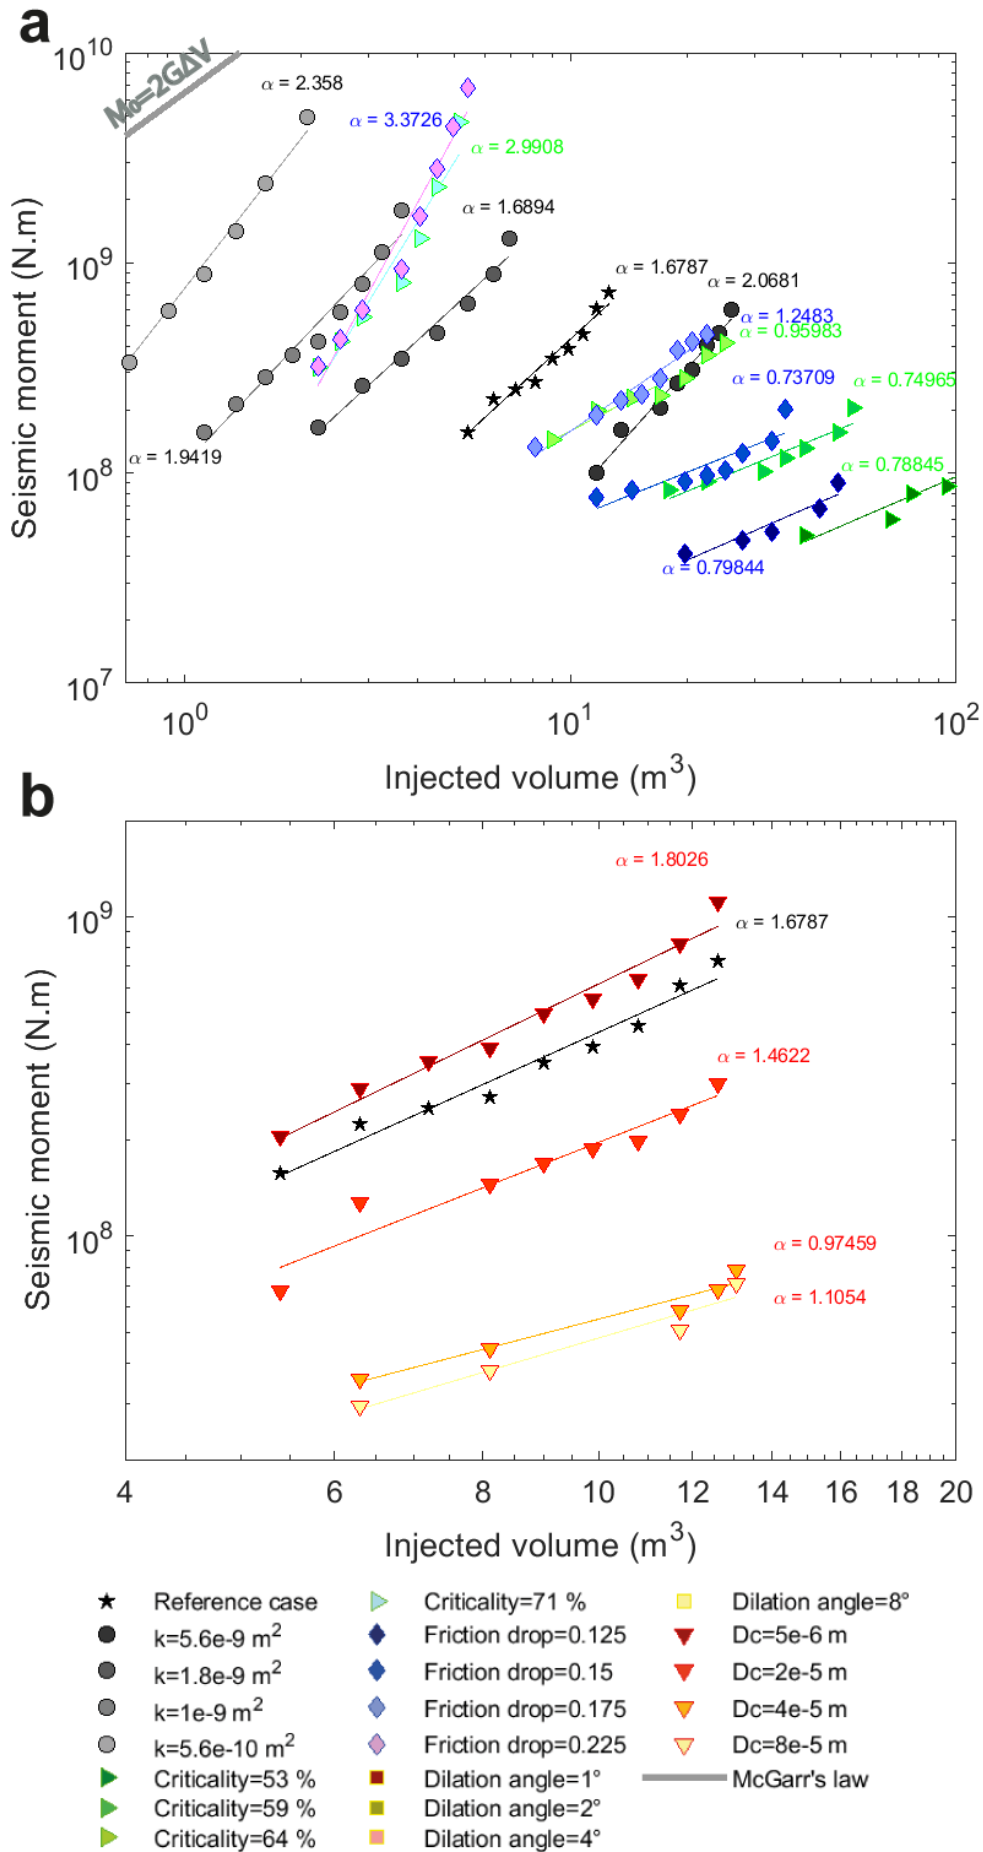 a
10^10
M₀=2GΔV
α = 2.358
α = 3.3726
α = 2.9908
α = 1.6894
α = 1.6787
α = 2.0681
α = 1.2483
α = 0.95983
α = 0.73709
α = 0.74965
α = 1.9419
α = 0.78845
α = 0.79844
10^9
10^8
10^7
Seismic moment (N.m)
10^0
10^1
10^2
Injected volume (m^3)
b
α = 1.8026
α = 1.6787
α = 1.4622
α = 0.97459
α = 1.1054
10^9
10^8
Seismic moment (N.m)
4 6 8 10 12 14 16 18 20
Injected volume (m^3)
Reference case
k=5.6e-9 m^2
k=1.8e-9 m^2
k=1e-9 m^2
k=5.6e-10 m^2
Criticality=53 %
Criticality=59 %
Criticality=64 %
Criticality=71 %
Friction drop=0.125
Friction drop=0.15
Friction drop=0.175
Friction drop=0.225
Dilation angle=1°
Dilation angle=2°
Dilation angle=4°
Dilation angle=8°
Dc=5e-6 m
Dc=2e-5 m
Dc=4e-5 m
Dc=8e-5 m
McGarr's law